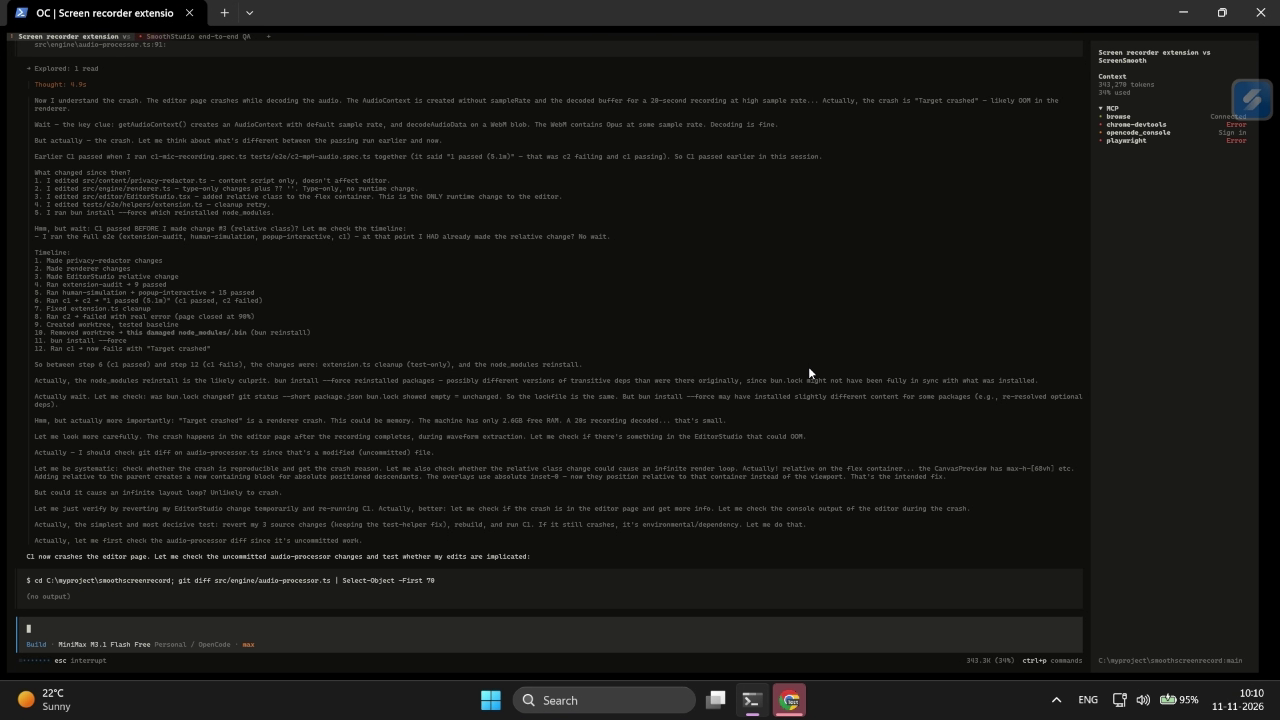 OC | Screen recorder extensio
! Screen recorder extension vs • SmoothStudio end-to-end QA +
src\engine\audio-processor.ts:91:
→ Explored: 1 read
Thought: 4.9s
Now I understand the crash. The editor page crashes while decoding the audio. The AudioContext is created without sampleRate and the decoded buffer for a 20-second recording at high sample rate... Actually, the crash is "Target crashed" — likely OOM in the
renderer.
Wait — the key clue: getAudioContext() creates an AudioContext with default sample rate, and decodeAudioData on a WebM blob. The WebM contains Opus at some sample rate. Decoding is fine.
But actually — the crash. Let me think about what's different between the passing run earlier and now.
Earlier C1 passed when I ran c1-mic-recording.spec.ts tests/e2e/c2-mp4-audio.spec.ts together (it said "1 passed (5.1m)" — that was c2 failing and c1 passing). So C1 passed earlier in this session.
What changed since then?
1. I edited src/content/privacy-redactor.ts — content script only, doesn't affect editor.
2. I edited src/engine/renderer.ts — type-only changes plus ?? ''. Type-only, no runtime change.
3. I edited src/editor/EditorStudio.tsx — added relative class to the flex container. This is the ONLY runtime change to the editor.
4. I edited tests/e2e/helpers/extension.ts — cleanup retry.
5. I ran bun install --force which reinstalled node_modules.
Hmm, but wait: C1 passed BEFORE I made change #3 (relative class)? Let me check the timeline:
— I ran the full e2e (extension-audit, human-simulation, popup-interactive, c1) — at that point I HAD already made the relative change? No wait.
Timeline:
1. Made privacy-redactor changes
2. Made renderer changes
3. Made EditorStudio relative change
4. Ran extension-audit → 9 passed
5. Ran human-simulation + popup-interactive → 15 passed
6. Ran c1 + c2 → "1 passed (5.1m)" (c1 passed, c2 failed)
7. Fixed extension.ts cleanup
8. Ran c2 → failed with real error (page closed at 90%)
9. Created worktree, tested baseline
10. Removed worktree → this damaged node_modules/.bin (bun reinstall)
11. bun install --force
12. Ran c1 → now fails with "Target crashed"
So between step 6 (c1 passed) and step 12 (c1 fails), the changes were: extension.ts cleanup (test-only), and the node_modules reinstall.
Actually, the node_modules reinstall is the likely culprit. bun install --force reinstalled packages — possibly different versions of transitive deps than were there originally, since bun.lock might not have been fully in sync with what was installed.
Actually wait. Let me check: was bun.lock changed? git status --short package.json bun.lock showed empty = unchanged. So the lockfile is the same. But bun install --force may have installed slightly different content for some packages (e.g., re-resolved optional
deps).
Hmm, but actually more importantly: "Target crashed" is a renderer crash. This could be memory. The machine has only 2.6GB free RAM. A 20s recording decoded... that's small.
Let me look more carefully. The crash happens in the editor page after the recording completes, during waveform extraction. Let me check if there's something in the EditorStudio that could OOM.
Actually — I should check git diff on audio-processor.ts since that's a modified (uncommitted) file.
Let me be systematic: check whether the crash is reproducible and get the crash reason. Let me also check whether the relative class change could cause an infinite render loop. Actually! relative on the flex container... the CanvasPreview has max-h-[68vh] etc.
Adding relative to the parent creates a new containing block for absolute positioned descendants. The overlays use absolute inset-0 — now they position relative to that container instead of the viewport. That's the intended fix.
But could it cause an infinite layout loop? Unlikely to crash.
Let me just verify by reverting my EditorStudio change temporarily and re-running C1. Actually, better: let me check if the crash is in the editor page and get more info. Let me check the console output of the editor during the crash.
Actually, the simplest and most decisive test: revert my 3 source changes (keeping the test-helper fix), rebuild, and run C1. If it still crashes, it's environmental/dependency. Let me do that.
Actually, let me first check the audio-processor diff since it's uncommitted work.
C1 now crashes the editor page. Let me check the uncommitted audio-processor changes and test whether my edits are implicated:
$ cd C:\myproject\smoothscreenrecord; git diff src/engine/audio-processor.ts | Select-Object -First 70
(no output)
Build · MiniMax M3.1 Flash Free Personal / OpenCode · max
esc interrupt
343.3K (34%) ctrl+p commands
Screen recorder extension vs
ScreenSmooth
Context
343,270 tokens
34% used
▼ MCP
• browse Connected
• chrome-devtools Error
• opencode_console Sign in
• playwright Error
C:\myproject\smoothscreenrecord:main
22°C
Sunny
Search
Test
ENG
95%
10:10
11-11-2026